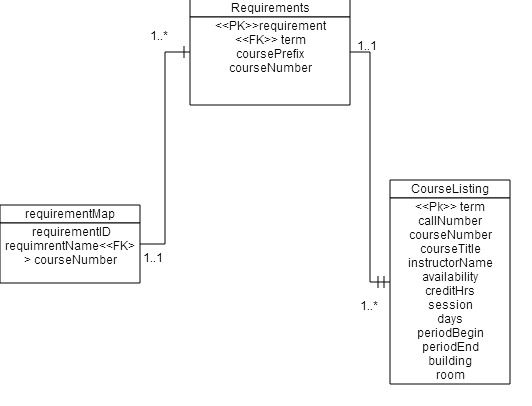 Requirements
<<PK>>requirement
<<FK>> term
coursePrefix
courseNumber
1..*
1..1
requirementMap
requirementID
requimrentName<<FK>
> courseNumber
1..1
CourseListing
<<Pk>> term
callNumber
courseNumber
courseTitle
instructorName
availability
creditHrs
session
days
periodBegin
periodEnd
building
room
1..*